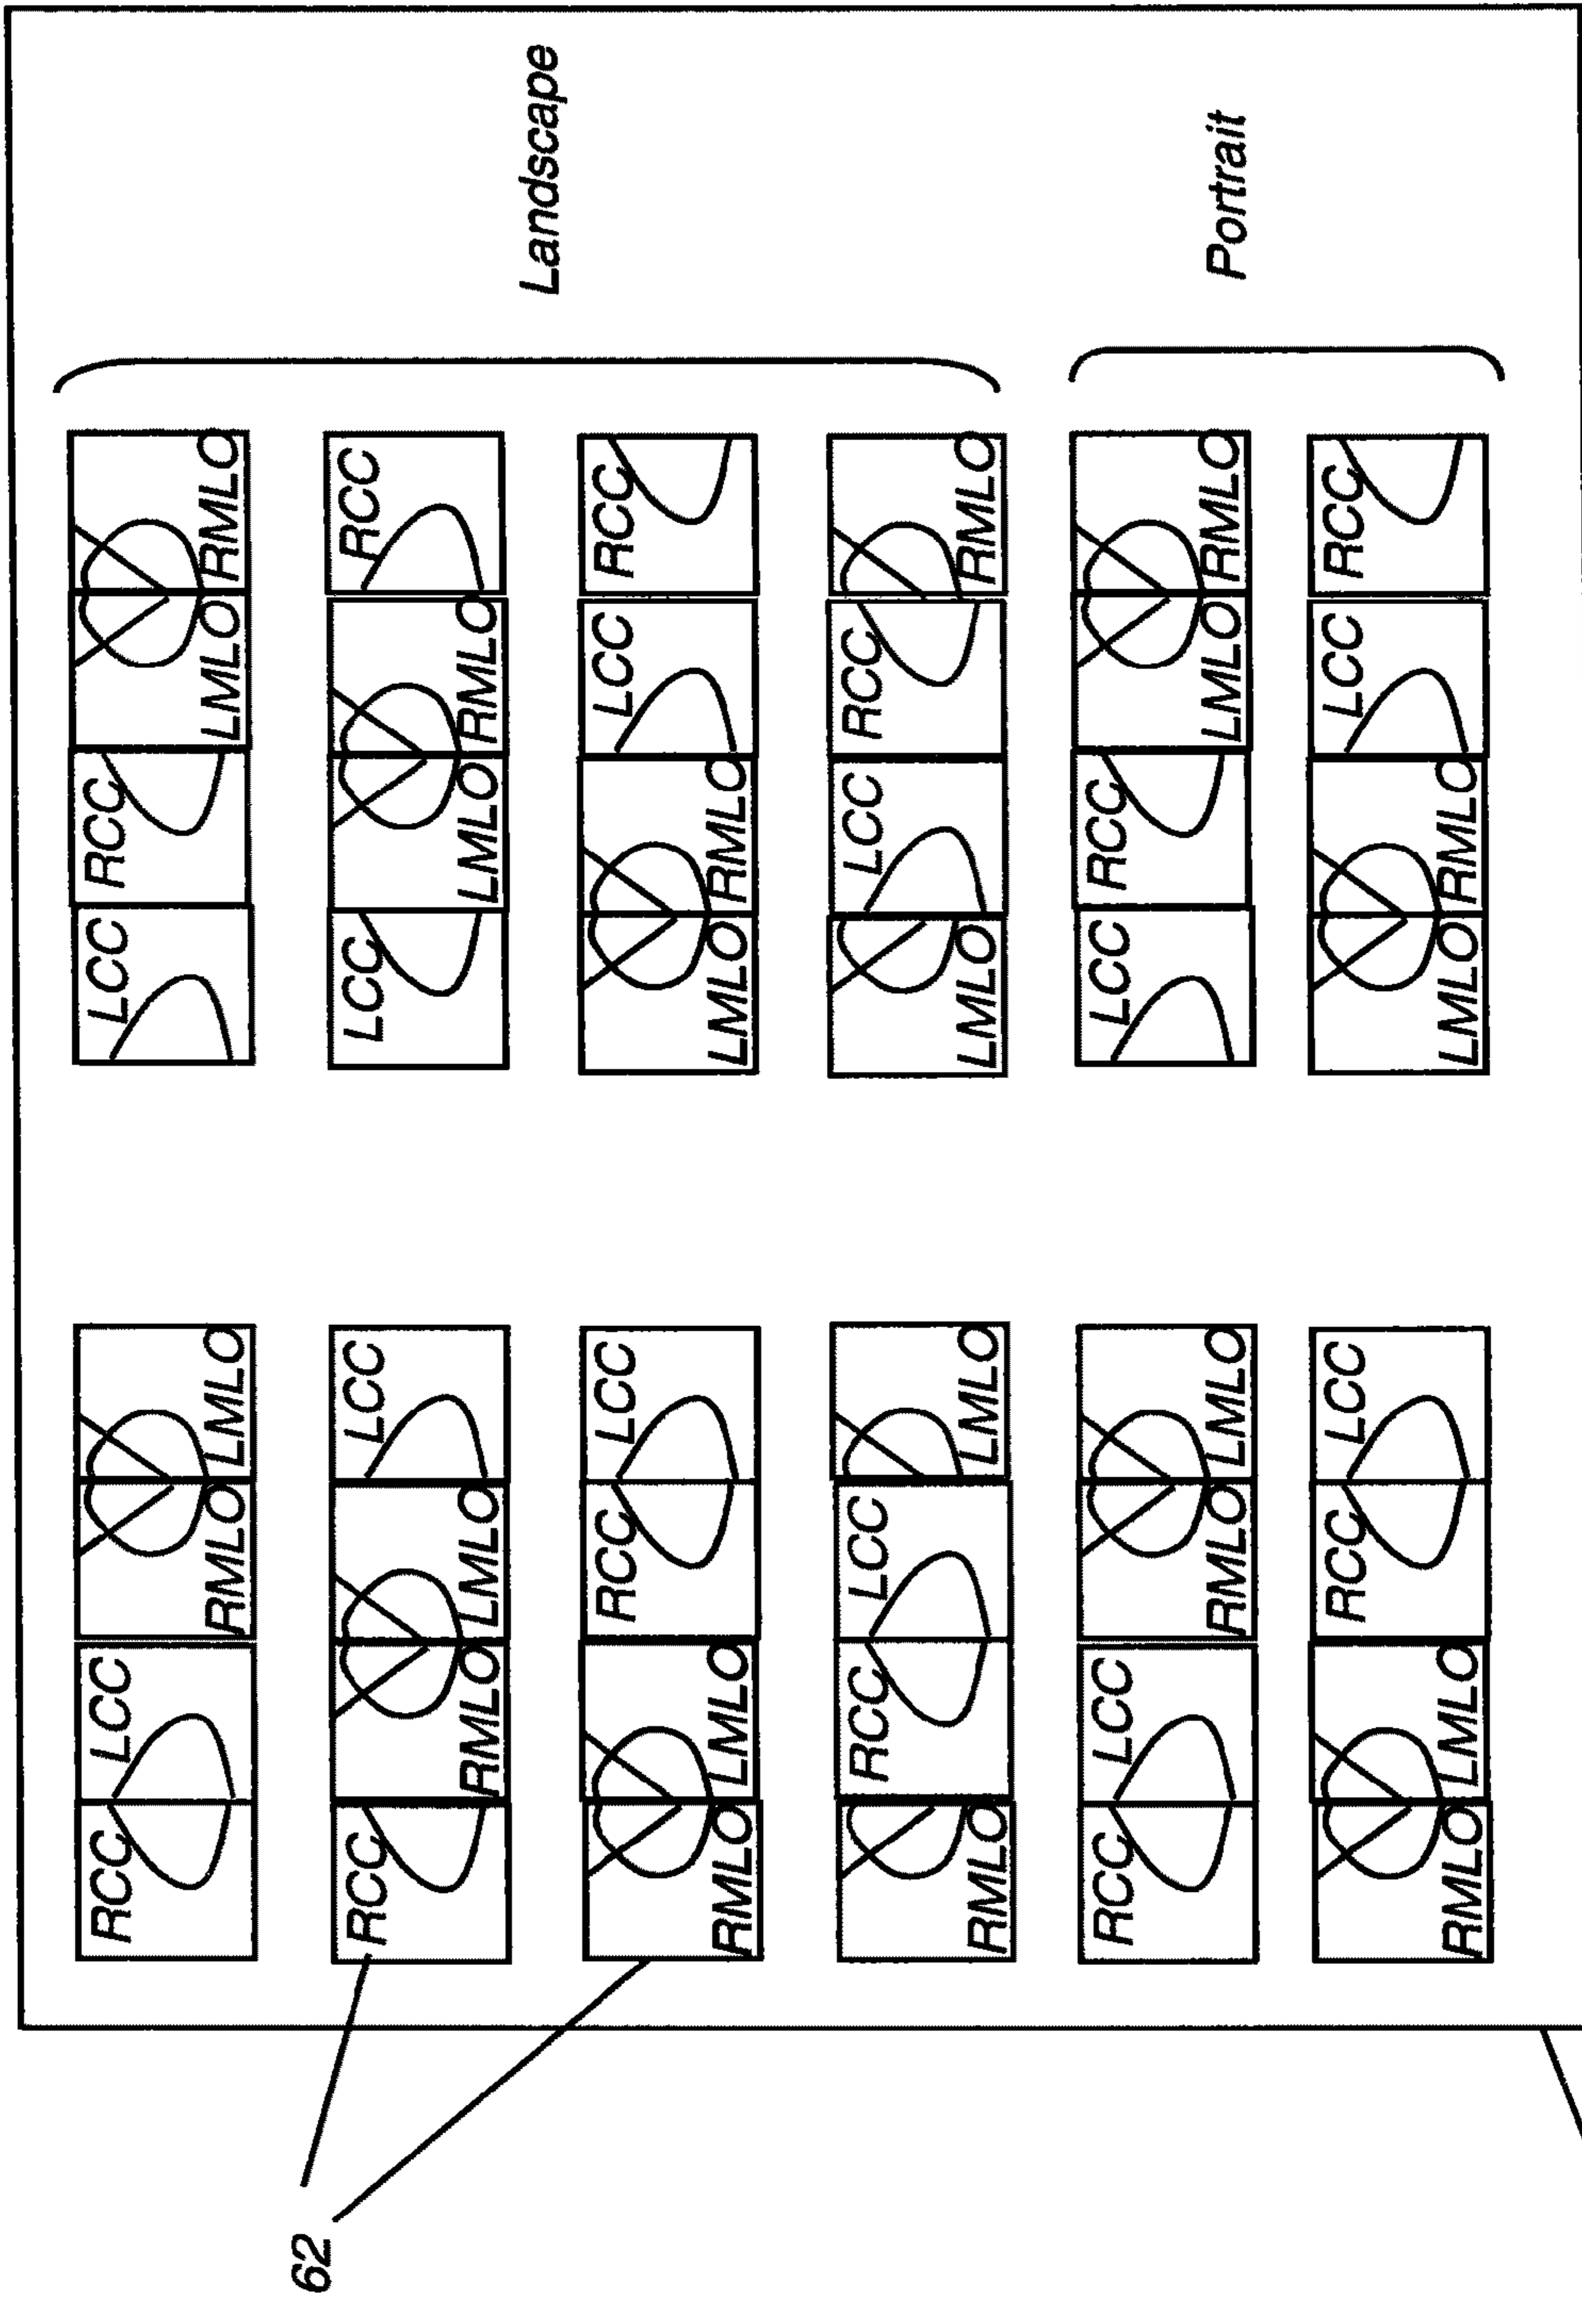 RCC LCC RMLO LMLO LCC RCC LMLO RMLO
62
RCC RMLO LMLO LCC LCC LMLO RMLO RCC
Landscape
RMLO LMLO RCC LCC LMLO RMLO LCC RCC
RMLO RCC LCC LMLO LMLO LCC RCC RMLO
RCC LCC RMLO LMLO LCC RCC LMLO RMLO
Portrait
RMLO LMLO RCC LCC LMLO RMLO LCC RCC